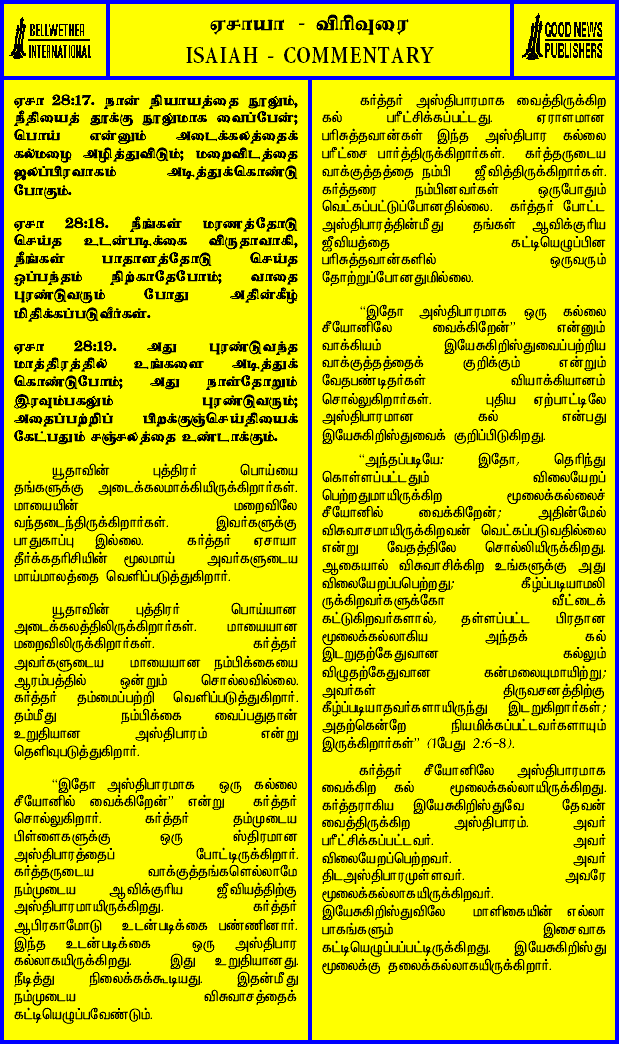 BELLWETHER
INTERNATIONAL
ஏசாயா - விரிவுரை
ISAIAH - COMMENTARY
GOOD NEWS
PUBLISHERS
ஏசா 28:17. நான் நியாயத்தை நூலும்,
நீதியைத் தூக்கு நூலுமாக வைப்பேன்;
பொய் என்னும் அடைக்கலத்தைக்
கல்மழை அழித்துவிடும்; மறைவிடத்தை
ஜலப்பிரவாகம் அடித்துக்கொண்டு
போகும்.
ஏசா 28:18. நீங்கள் மரணத்தோடு
செய்த உடன்படிக்கை விருதாவாகி,
நீங்கள் பாதாளத்தோடு செய்த
ஒப்பந்தம் நிற்காதேபோம்; வாதை
புரண்டுவரும் போது அதின்கீழ்
மிதிக்கப்படுவீர்கள்.
ஏசா 28:19. அது புரண்டுவந்த
மாத்திரத்தில் உங்களை அடித்துக்
கொண்டுபோம்; அது நாள்தோறும்
இரவும்பகலும் புரண்டுவரும்;
அதைப்பற்றிப் பிறக்குஞ்செய்தியைக்
கேட்பதும் சஞ்சலத்தை உண்டாக்கும்.
யூதாவின் புத்திரர் பொய்யை
தங்களுக்கு அடைக்கலமாக்கியிருக்கிறார்கள்.
மாயையின் மறைவிலே
வந்தடைந்திருக்கிறார்கள். இவர்களுக்கு
பாதுகாப்பு இல்லை. கர்த்தர் ஏசாயா
தீர்க்கதரிசியின் மூலமாய் அவர்களுடைய
மாய்மாலத்தை வெளிப்படுத்துகிறார்.
யூதாவின் புத்திரர் பொய்யான
அடைக்கலத்திலிருக்கிறார்கள். மாயையான
மறைவிலிருக்கிறார்கள். கர்த்தர்
அவர்களுடைய மாயையான நம்பிக்கையை
ஆரம்பத்தில் ஒன்றும் சொல்லவில்லை.
கர்த்தர் தம்மைப்பற்றி வெளிப்படுத்துகிறார்.
தம்மீது நம்பிக்கை வைப்பதுதான்
உறுதியான அஸ்திபாரம் என்று
தெளிவுபடுத்துகிறார்.
“இதோ அஸ்திபாரமாக ஒரு கல்லை
சீயோனில் வைக்கிறேன்” என்று கர்த்தர்
சொல்லுகிறார். கர்த்தர் தம்முடைய
பிள்ளைகளுக்கு ஒரு ஸ்திரமான
அஸ்திபாரத்தைப் போட்டிருக்கிறார்.
கர்த்தருடைய வாக்குத்தங்களெல்லாமே
நம்முடைய ஆவிக்குரிய ஜீவியத்திற்கு
அஸ்திபாரமாயிருக்கிறது. கர்த்தர்
ஆபிரகாமோடு உடன்படிக்கை பண்ணினார்.
இந்த உடன்படிக்கை ஒரு அஸ்திபார
கல்லாகயிருக்கிறது. இது உறுதியானது.
நீடித்து நிலைக்கக்கூடியது. இதன்மீது
நம்முடைய விசுவாசத்தைக்
கட்டியெழுப்பவேண்டும்.
கர்த்தர் அஸ்திபாரமாக வைத்திருக்கிற
கல் பரீட்சிக்கப்பட்டது. ஏராளமான
பரிசுத்தவான்கள் இந்த அஸ்திபார கல்லை
பரீட்சை பார்த்திருக்கிறார்கள். கர்த்தருடைய
வாக்குத்தத்தை நம்பி ஜீவித்திருக்கிறார்கள்.
கர்த்தரை நம்பினவர்கள் ஒருபோதும்
வெட்கப்பட்டுப்போனதில்லை. கர்த்தர் போட்ட
அஸ்திபாரத்தின்மீது தங்கள் ஆவிக்குரிய
ஜீவியத்தை கட்டியெழுப்பின
பரிசுத்தவான்களில் ஒருவரும்
தோற்றுப்போனதுமில்லை.
“இதோ அஸ்திபாரமாக ஒரு கல்லை
சீயோனிலே வைக்கிறேன்” என்னும்
வாக்கியம் இயேசுகிறிஸ்துவைப்பற்றிய
வாக்குத்தத்தைக் குறிக்கும் என்றும்
வேதபண்டிதர்கள் வியாக்கியானம்
சொல்லுகிறார்கள். புதிய ஏற்பாட்டிலே
அஸ்திபாரமான கல் என்பது
இயேசுகிறிஸ்துவைக் குறிப்பிடுகிறது.
“அந்தப்படியே: இதோ, தெரிந்து
கொள்ளப்பட்டதும் விலையேறப்
பெற்றதுமாயிருக்கிற மூலைக்கல்லைச்
சீயோனில் வைக்கிறேன்; அதின்மேல்
விசுவாசமாயிருக்கிறவன் வெட்கப்படுவதில்லை
என்று வேதத்திலே சொல்லியிருக்கிறது.
ஆகையால் விசுவாசிக்கிற உங்களுக்கு அது
விலையேறப்பெற்றது; கீழ்ப்படியாமலி
ருக்கிறவர்களுக்கோ வீட்டைக்
கட்டுகிறவர்களால், தள்ளப்பட்ட பிரதான
மூலைக்கல்லாகிய அந்தக் கல்
இடறுதற்கேதுவான கல்லும்
விழுதற்கேதுவான கன்மலையுமாயிற்று;
அவர்கள் திருவசனத்திற்கு
கீழ்ப்படியாதவர்களாயிருந்து இடறுகிறார்கள்;
அதற்கென்றே நியமிக்கப்பட்டவர்களாயும்
இருக்கிறார்கள்” (1பேது 2:6-8).
கர்த்தர் சீயோனிலே அஸ்திபாரமாக
வைக்கிற கல் மூலைக்கல்லாயிருக்கிறது.
கர்த்தராகிய இயேசுகிறிஸ்துவே தேவன்
வைத்திருக்கிற அஸ்திபாரம். அவர்
பரீட்சிக்கப்பட்டவர். அவர்
விலையேறப்பெற்றவர். அவர்
திடஅஸ்திபாரமுள்ளவர். அவரே
மூலைக்கல்லாகயிருக்கிறவர்.
இயேசுகிறிஸ்துவிலே மாளிகையின் எல்லா
பாகங்களும் இசைவாக
கட்டியெழுப்பப்பட்டிருக்கிறது. இயேசுகிறிஸ்து
மூலைக்கு தலைக்கல்லாகயிருக்கிறார்.